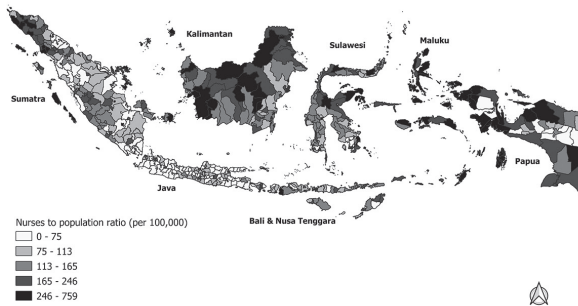 Kalimantan
Sulawesi
Maluku
Sumatra
Papua
Java
Bali & Nusa Tenggara
Nurses to population ratio (per 100,000)
0 - 75
75 - 113
113 - 165
165 - 246
246 - 759